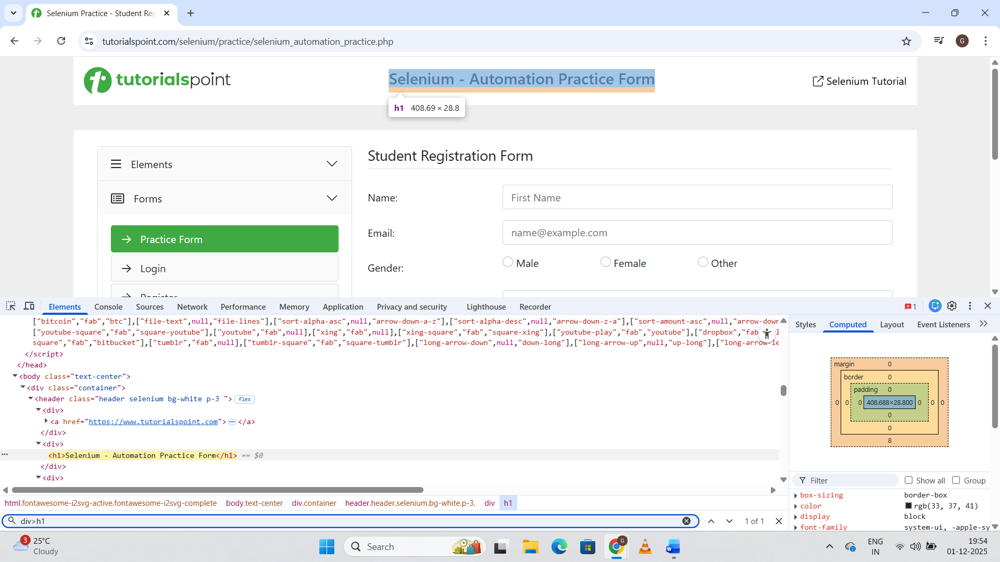 Selenium Practice - Student Reg
tutorialspoint.com/selenium/practice/selenium_automation_practice.php
G
tutorialspoint
Selenium - Automation Practice Form
Selenium Tutorial
h1 408.69 × 28.8
Elements
Student Registration Form
Forms
Name:
First Name
Email:
name@example.com
Practice Form
Login
Gender:
Male
Female
Other
Register
Elements Console Sources Network Performance Memory Application Privacy and security Lighthouse Recorder
1
["bitcoin","fab","btc"],["file-text",null,"file-lines"],["sort-alpha-asc",null,"arrow-down-a-z"],["sort-alpha-desc",null,"arrow-down-z-a"],["sort-amount-asc",null,"arrow-down
["youtube-square","fab","square-youtube"],["youtube","fab",null],["xing","fab",null],["xing-square","fab","square-xing"],["youtube-play","fab","youtube"],["dropbox","fab
square","fab","bitbucket"],["tumblr","fab",null],["tumblr-square","fab","square-tumblr"],["long-arrow-down",null,"down-long"],["long-arrow-up",null,"up-long"],["long-arrow-le
</script>
</head>
<body class="text-center">
<div class="container">
<header class="header selenium bg-white p-3 "> flex
<div>
<a href="https://www.tutorialspoint.com">…</a>
</div>
<div>
<h1>Selenium - Automation Practice Form</h1> == $0
</div>
<div>
html.fontawesome-i2svg-active.fontawesome-i2svg-complete body.text-center div.container header.header.selenium.bg-white.p-3. div h1
div>h1
1 of 1
Styles Computed Layout Event Listeners
margin 0
border 0
padding 0
0 0 0 408.688×28.800 0 0 0
0
0
8
Filter Show all Group
box-sizing border-box
color rgb(33, 37, 41)
display block
font-family system-ui, -apple-sy
3
25°C
Cloudy
Search
G
ENG
IN
19:54
01-12-2025